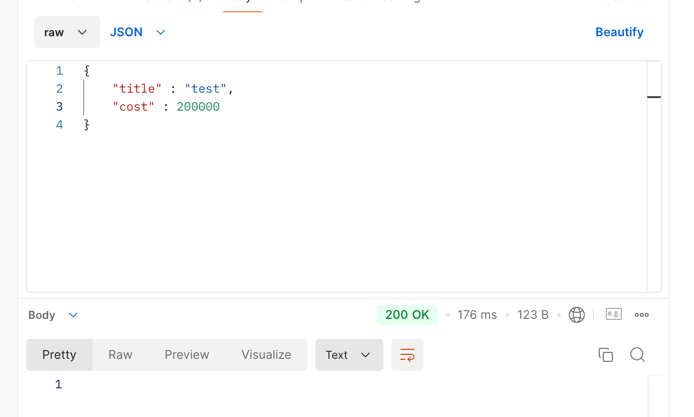 raw JSON Beautify
1 {
2 "title" : "test",
3 "cost" : 200000
4 }
Body 200 OK 176 ms 123 B e.g.
Pretty Raw Preview Visualize Text
1